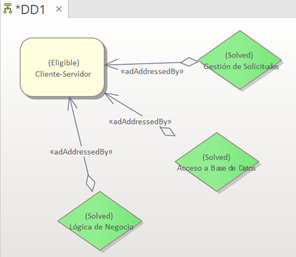 *DD1
{Solved}
Gestión de Solicitudes
{Eligible}
Cliente-Servidor
«adAddressedBy»
«adAddressedBy»
«adAddressedBy»
{Solved}
Acceso a Base de Datos
{Solved}
Lógica de Negocio